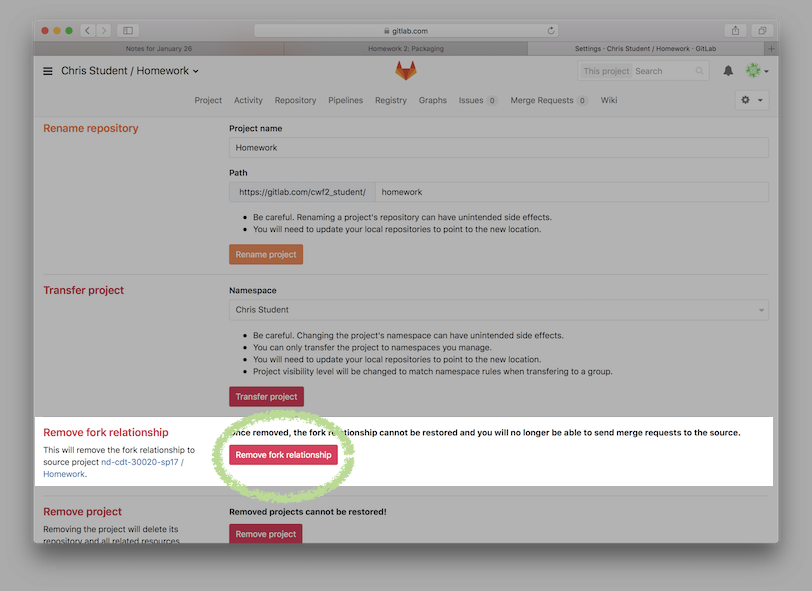 gitlab.com
Notes for January 26
Homework 2: Packaging
Settings · Chris Student / Homework · GitLab
Chris Student / Homework
This project Search
Project Activity Repository Pipelines Registry Graphs Issues 0 Merge Requests 0 Wiki
Rename repository
Project name
Homework
Path
https://gitlab.com/cwf2_student/ homework
• Be careful. Renaming a project's repository can have unintended side effects.
• You will need to update your local repositories to point to the new location.
Rename project
Transfer project
Namespace
Chris Student
• Be careful. Changing the project's namespace can have unintended side effects.
• You can only transfer the project to namespaces you manage.
• You will need to update your local repositories to point to the new location.
• Project visibility level will be changed to match namespace rules when transfering to a group.
Transfer project
Remove fork relationship
This will remove the fork relationship to
source project nd-cdt-30020-sp17 /
Homework.
Once removed, the fork relationship cannot be restored and you will no longer be able to send merge requests to the source.
Remove fork relationship
Remove project
Removing the project will delete its
repository and all related resources
Removed projects cannot be restored!
Remove project